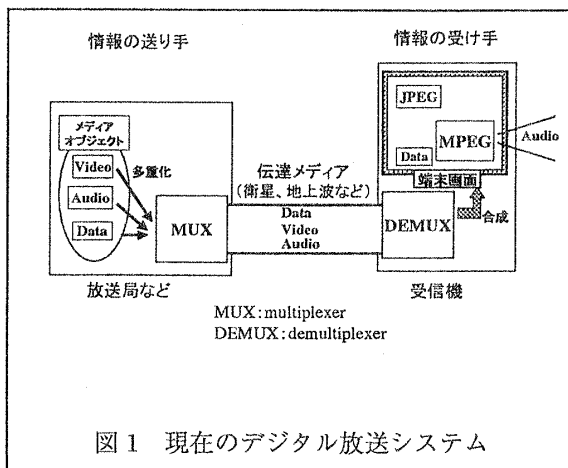 情報の送り手
情報の受け手
メディア
オブジェクト
Video
Audio
Data
多重化
MUX
放送局など
伝達メディア
(衛星、地上波など)
Data
Video
Audio
JPEG
MPEG
Data
Audio
端末画面
DEMUX
合成
受信機
MUX:multiplexer
DEMUX:demultiplexer
図1 現在のデジタル放送システム